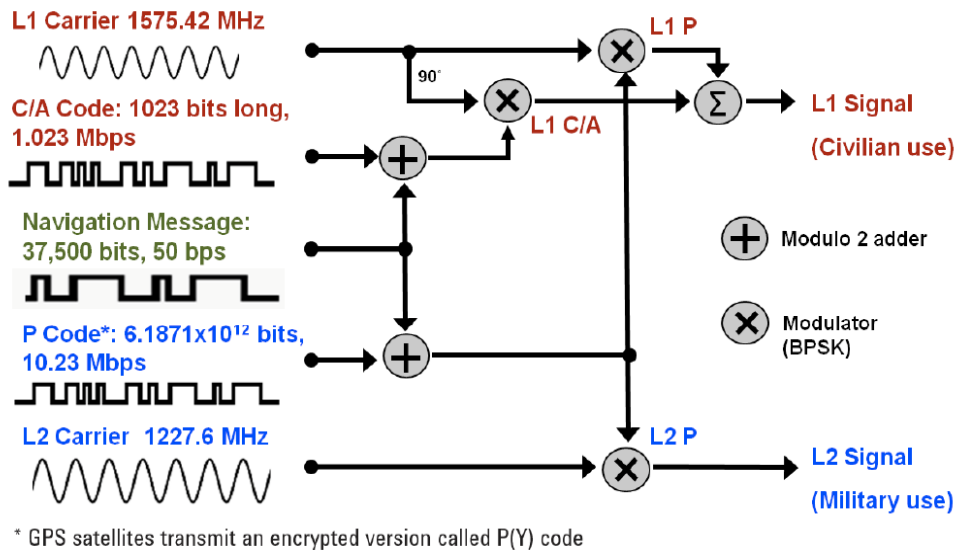 L1 Carrier 1575.42 MHz
C/A Code: 1023 bits long,
1.023 Mbps
Navigation Message:
37,500 bits, 50 bps
P Code*: 6.1871x10¹² bits,
10.23 Mbps
L2 Carrier 1227.6 MHz
90°
L1 P
L1 C/A
Σ
L1 Signal
(Civilian use)
Modulo 2 adder
Modulator
(BPSK)
L2 P
L2 Signal
(Military use)
* GPS satellites transmit an encrypted version called P(Y) code